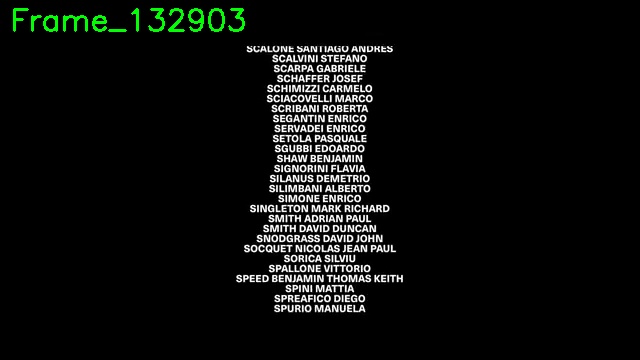 Frame_132903
SCALONE SANTIAGO ANDRES
SCALVINI STEFANO
SCARPA GABRIELE
SCHAFFER JOSEF
SCHIMIZZI CARMELO
SCIACOVELLI MARCO
SCRIBANI ROBERTA
SEGANTIN ENRICO
SERVADEI ENRICO
SETOLA PASQUALE
SGUBBI EDOARDO
SHAW BENJAMIN
SIGNORINI FLAVIA
SILANUS DEMETRIO
SILIMBANI ALBERTO
SIMONE ENRICO
SINGLETON MARK RICHARD
SMITH ADRIAN PAUL
SMITH DAVID DUNCAN
SNODGRASS DAVID JOHN
SOCQUET NICOLAS JEAN PAUL
SORICA SILVIU
SPALLONE VITTORIO
SPEED BENJAMIN THOMAS KEITH
SPINI MATTIA
SPREAFICO DIEGO
SPURIO MANUELA